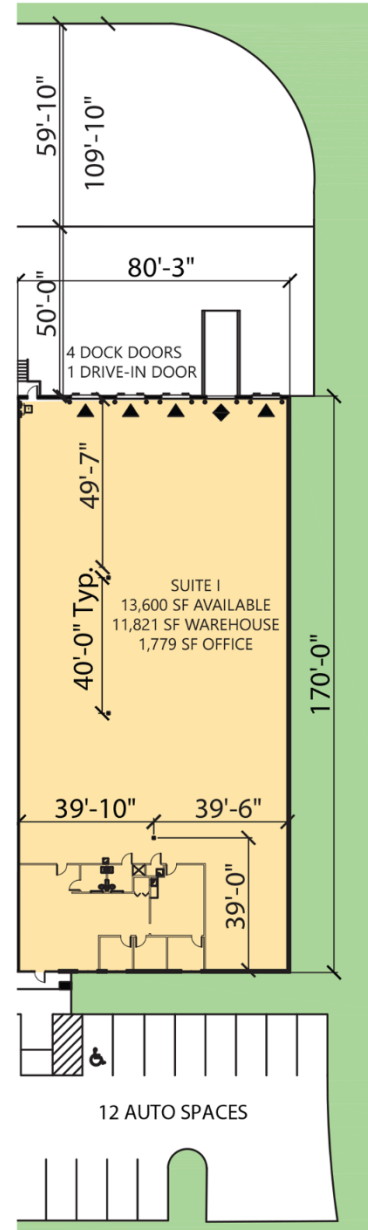 59'-10"
109'-10"
50'-0"
80'-3"
4 DOCK DOORS
1 DRIVE-IN DOOR
49'-7"
40'-0" Typ.
SUITE I
13,600 SF AVAILABLE
11,821 SF WAREHOUSE
1,779 SF OFFICE
170'-0"
39'-10"
39'-6"
39'-0"
12 AUTO SPACES